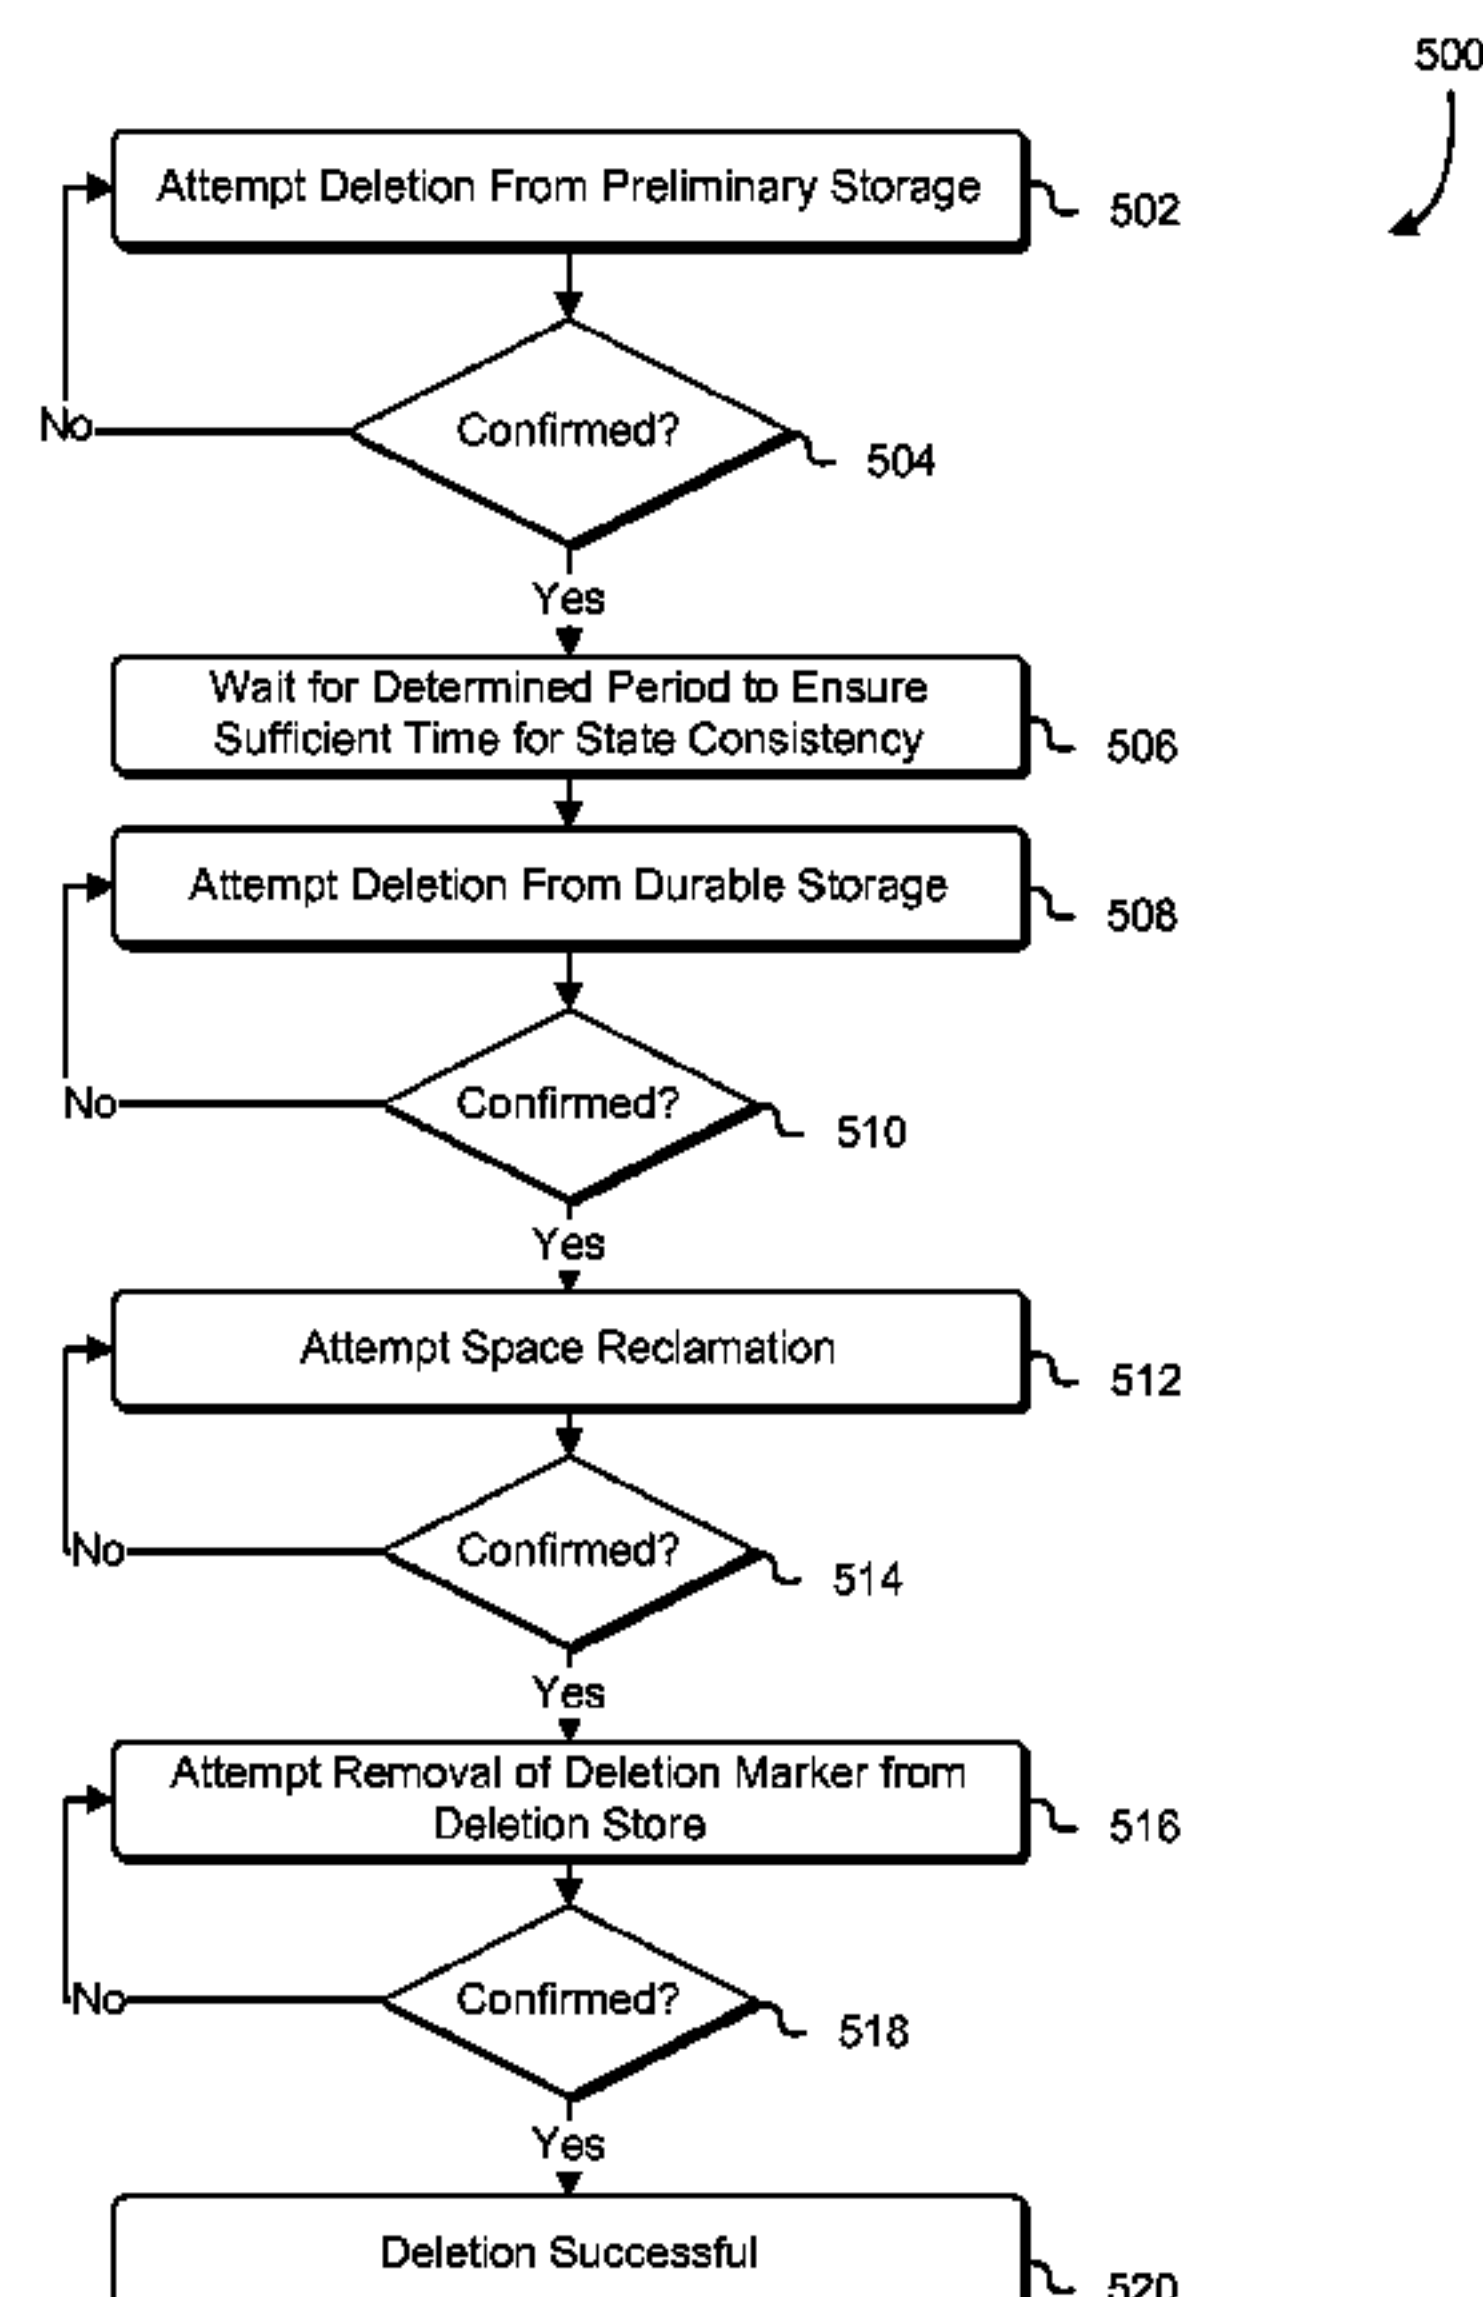 500
Attempt Deletion From Preliminary Storage
502
Confirmed?
504
No
Yes
Wait for Determined Period to Ensure
Sufficient Time for State Consistency
506
Attempt Deletion From Durable Storage
508
Confirmed?
510
No
Yes
Attempt Space Reclamation
512
Confirmed?
514
No
Yes
Attempt Removal of Deletion Marker from
Deletion Store
516
Confirmed?
518
No
Yes
Deletion Successful
520